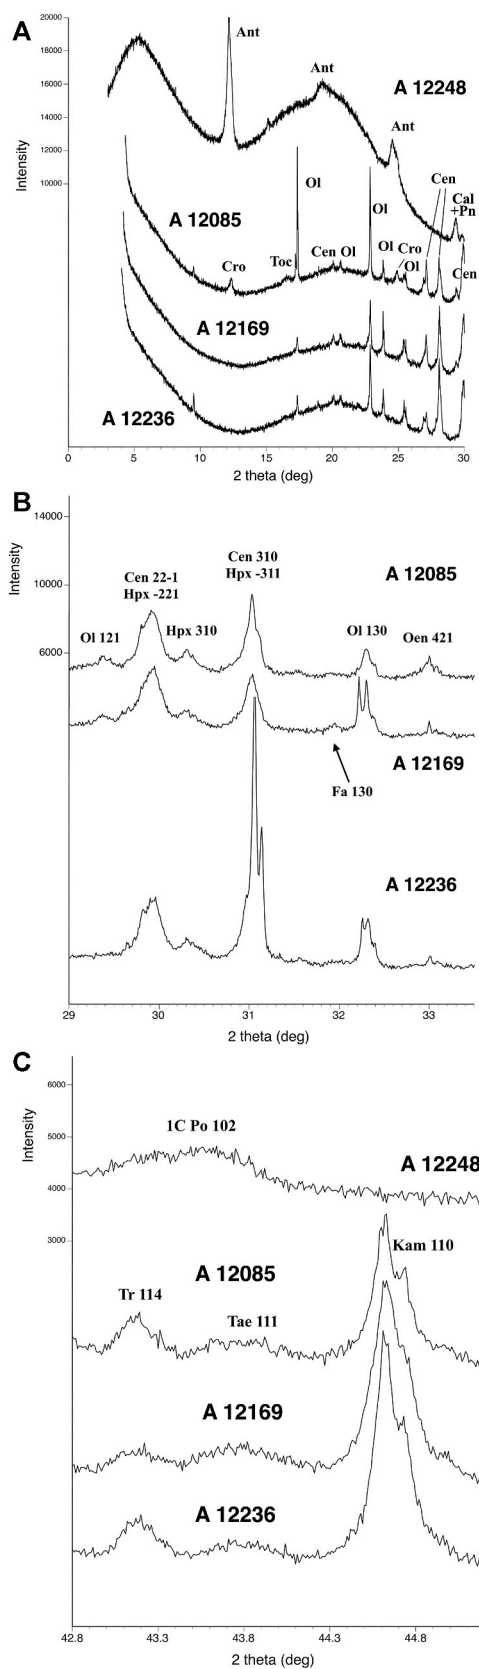 A
20000
18000
16000
14000
12000
10000
Intensity
Ant
Ant
A 12248
Ant
Cen
Cal
+Pn
A 12085
Ol
Ol
Cro
Toc
Cen Ol
Ol Cro
Ol
Cen
A 12169
A 12236
0 5 10 15 20 25 30
2 theta (deg)
B
14000
10000
6000
Intensity
Cen 22-1
Hpx -221
Cen 310
Hpx -311
A 12085
Ol 121
Hpx 310
Ol 130
Oen 421
A 12169
Fa 130
A 12236
29 30 31 32 33
2 theta (deg)
C
6000
5000
4000
3000
Intensity
1C Po 102
A 12248
Kam 110
A 12085
Tr 114
Tae 111
A 12169
A 12236
42.8 43.3 43.8 44.3 44.8
2 theta (deg)